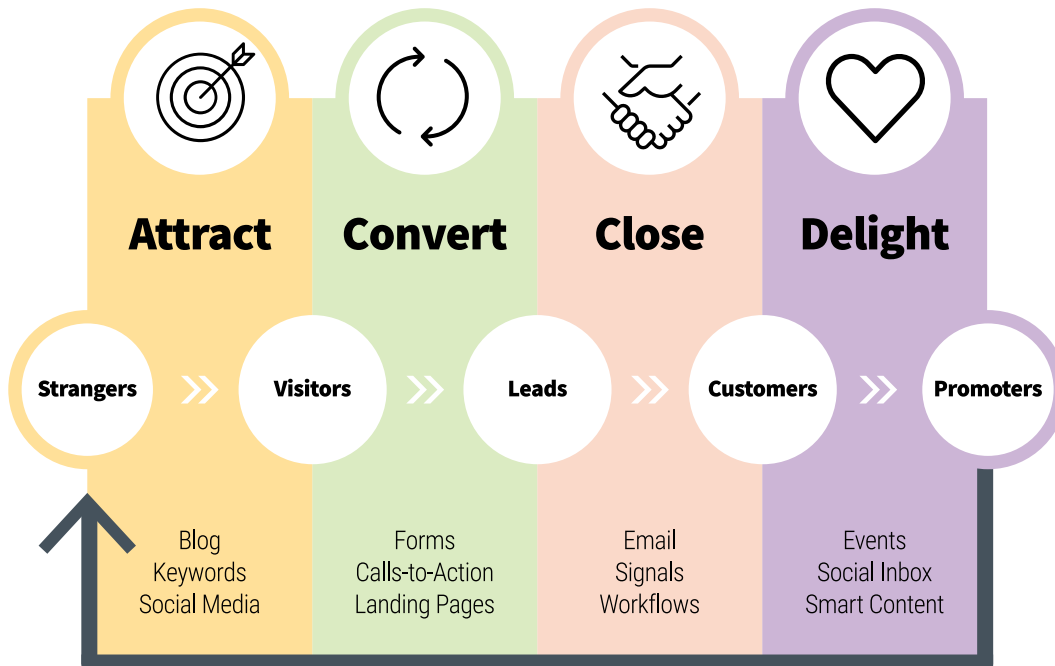 Attract
Convert
Close
Delight
Strangers
Visitors
Leads
Customers
Promoters
Blog
Keywords
Social Media
Forms
Calls-to-Action
Landing Pages
Email
Signals
Workflows
Events
Social Inbox
Smart Content